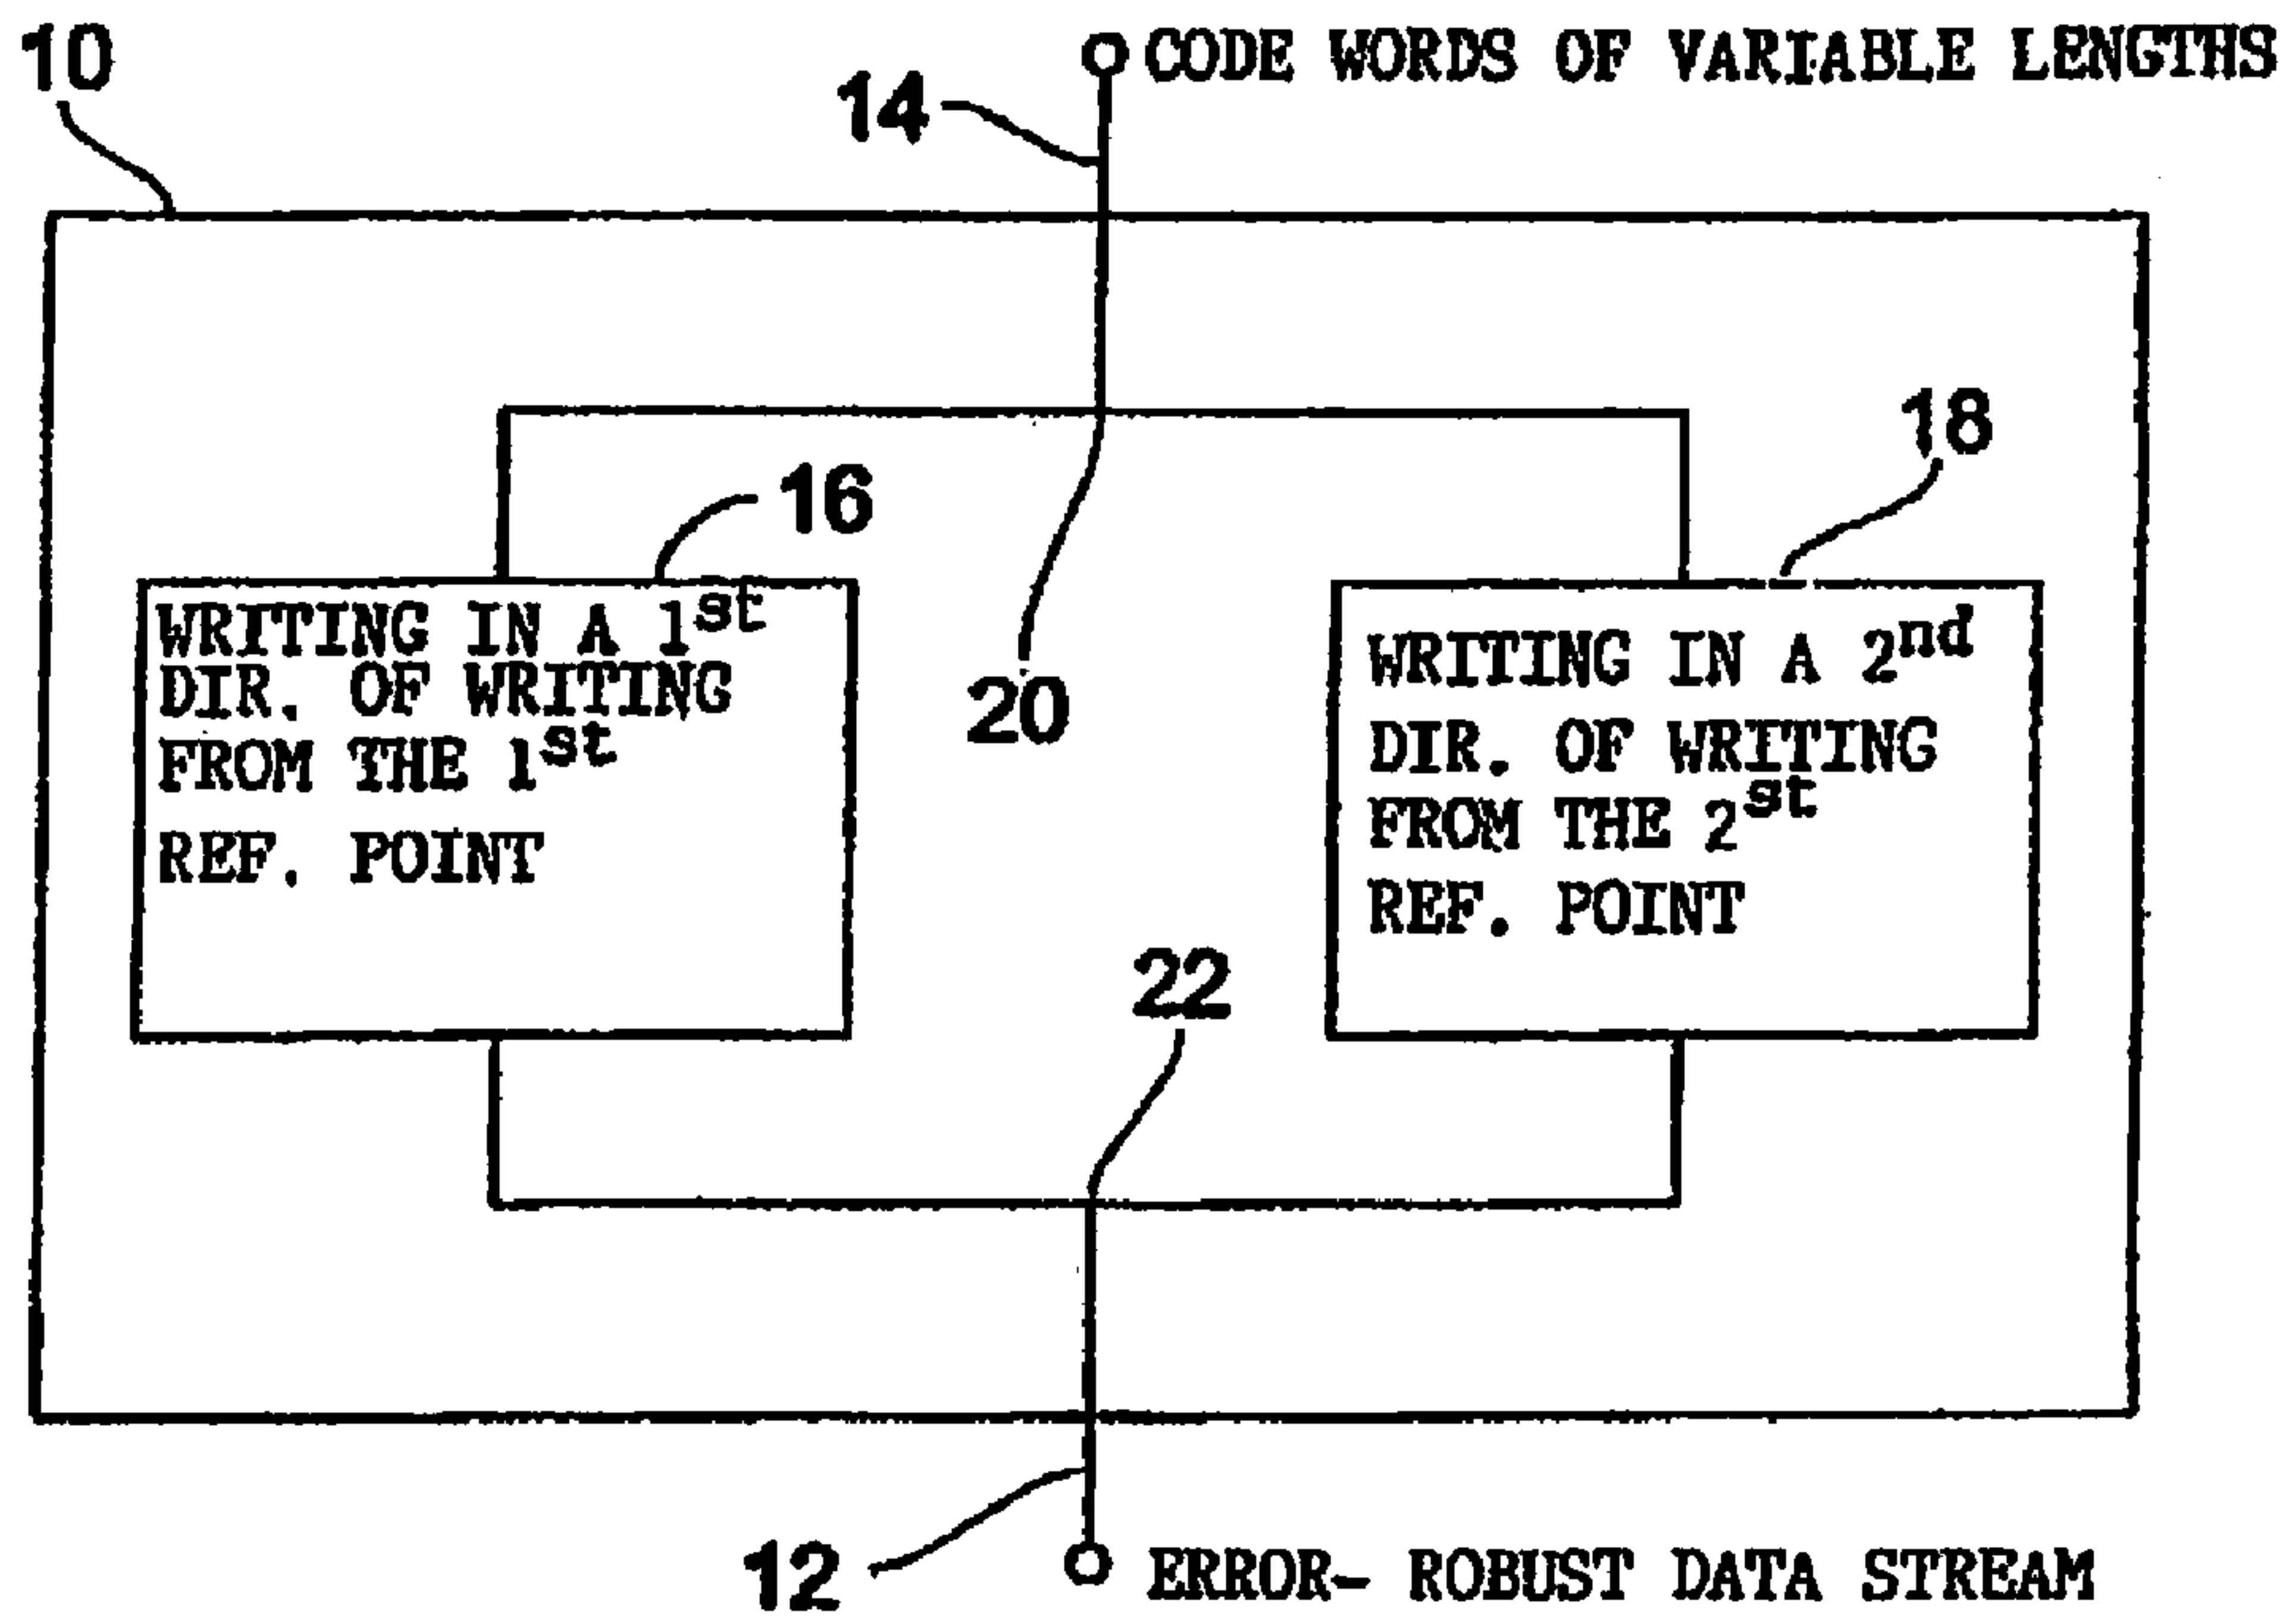 10
CODE WORDS OF VARIABLE LENGTHS
14
18
16
WRITING IN A 1st
DIR. OF WRITING
FROM THE 1st
REF. POINT
20
WRITING IN A 2nd
DIR. OF WRITING
FROM THE 2st
REF. POINT
22
12
ERROR- ROBUST DATA STREAM